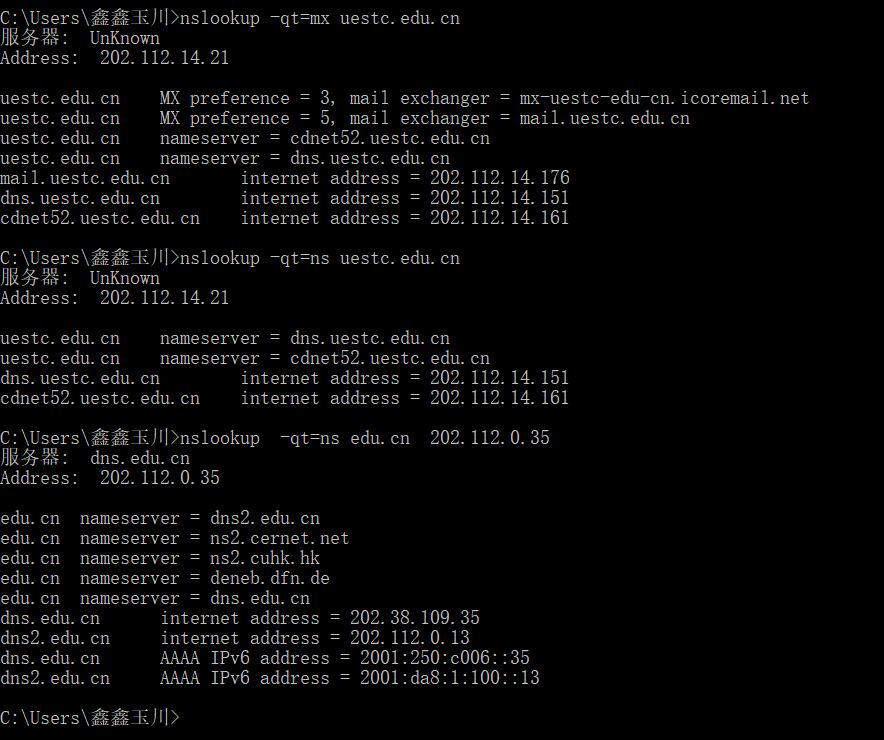 C:\Users\鑫鑫玉川>nslookup -qt=mx uestc.edu.cn
服务器:  UnKnown
Address:  202.112.14.21
uestc.edu.cn    MX preference = 3, mail exchanger = mx-uestc-edu-cn.icoremail.net
uestc.edu.cn    MX preference = 5, mail exchanger = mail.uestc.edu.cn
uestc.edu.cn    nameserver = cdnet52.uestc.edu.cn
uestc.edu.cn    nameserver = dns.uestc.edu.cn
mail.uestc.edu.cn       internet address = 202.112.14.176
dns.uestc.edu.cn        internet address = 202.112.14.151
cdnet52.uestc.edu.cn    internet address = 202.112.14.161
C:\Users\鑫鑫玉川>nslookup -qt=ns uestc.edu.cn
服务器:  UnKnown
Address:  202.112.14.21
uestc.edu.cn    nameserver = dns.uestc.edu.cn
uestc.edu.cn    nameserver = cdnet52.uestc.edu.cn
dns.uestc.edu.cn        internet address = 202.112.14.151
cdnet52.uestc.edu.cn    internet address = 202.112.14.161
C:\Users\鑫鑫玉川>nslookup  -qt=ns edu.cn  202.112.0.35
服务器:  dns.edu.cn
Address:  202.112.0.35
edu.cn  nameserver = dns2.edu.cn
edu.cn  nameserver = ns2.cernet.net
edu.cn  nameserver = ns2.cuhk.hk
edu.cn  nameserver = deneb.dfn.de
edu.cn  nameserver = dns.edu.cn
dns.edu.cn      internet address = 202.38.109.35
dns2.edu.cn     internet address = 202.112.0.13
dns.edu.cn      AAAA IPv6 address = 2001:250:c006::35
dns2.edu.cn     AAAA IPv6 address = 2001:da8:1:100::13
C:\Users\鑫鑫玉川>